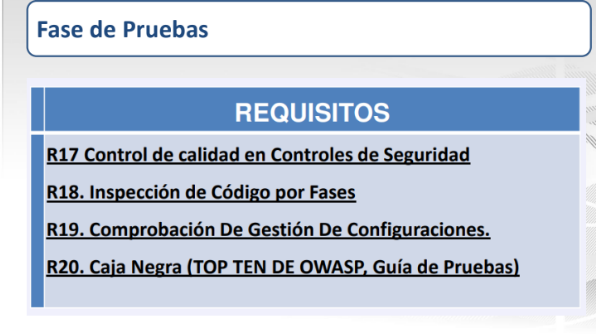 Fase de Pruebas
REQUISITOS
R17 Control de calidad en Controles de Seguridad
R18. Inspección de Código por Fases
R19. Comprobación De Gestión De Configuraciones.
R20. Caja Negra (TOP TEN DE OWASP, Guía de Pruebas)